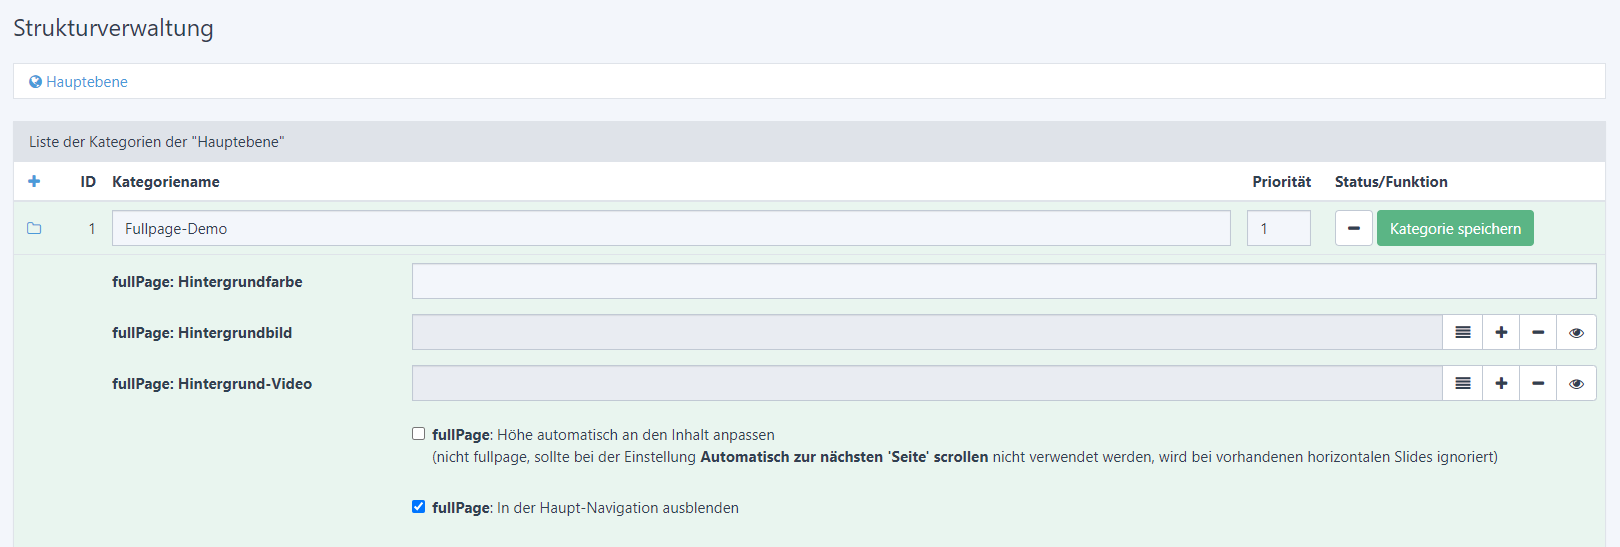 Strukturverwaltung
Hauptebene
Liste der Kategorien der "Hauptebene"
ID Kategoriename Priorität Status/Funktion
1 Fullpage-Demo 1 Kategorie speichern
fullPage: Hintergrundfarbe
fullPage: Hintergrundbild
fullPage: Hintergrund-Video
fullPage: Höhe automatisch an den Inhalt anpassen
(nicht fullpage, sollte bei der Einstellung Automatisch zur nächsten 'Seite' scrollen nicht verwendet werden, wird bei vorhandenen horizontalen Slides ignoriert)
fullPage: In der Haupt-Navigation ausblenden